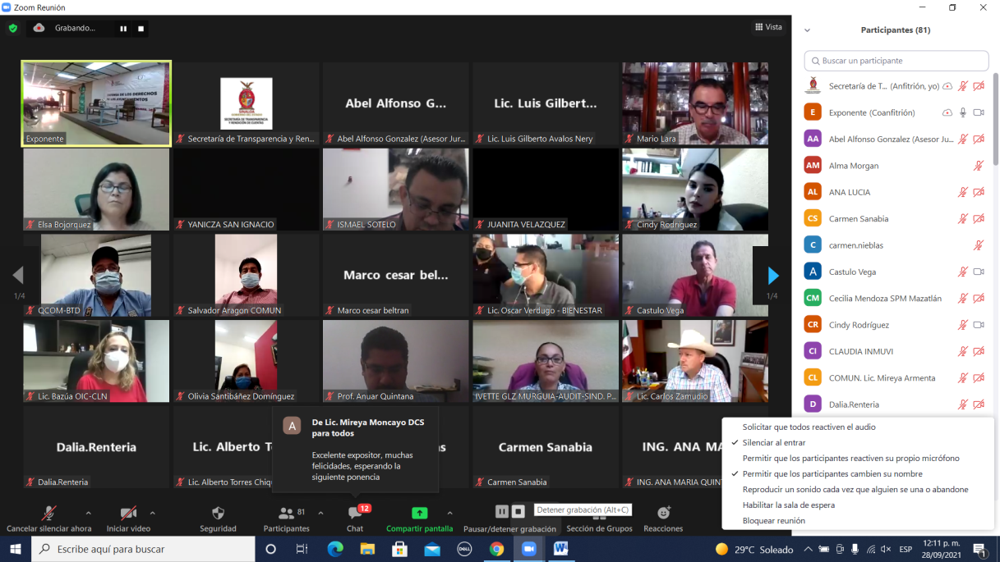 Zoom Reunión
Grabando...
Vista
Participantes (81)
Buscar un participante
Exponente
SINALOA
SECRETARÍA DE TRANSPARENCIA
Y RENDICIÓN DE CUENTAS
Secretaría de Transparencia y Ren...
Abel Alfonso G...
Abel Alfonso Gonzalez (Asesor Jur...
Lic. Luis Gilbert...
Lic. Luis Gilberto Avalos Nery
Mario Lara
Elsa Bojorquez
YANICZA SAN IGNACIO
ISMAEL SOTELO
JUANITA VELAZQUEZ
Cindy Rodríguez
1/4
QCOM-BTD
Salvador Aragon COMUN
Marco cesar bel...
Marco cesar beltran
Lic. Oscar Verdugo - BIENESTAR
Castulo Vega
1/4
Lic. Bazúa OIC-CLN
Olivia Santibáñez Domínguez
Prof. Anuar Quintana
IVETTE GLZ MURGUIA-AUDIT-SIND. P...
Lic. Carlos Zamudio
Dalia.Renteria
Dalia.Renteria
Lic. Alberto T
Lic. Alberto Torres Chiqu
A
De Lic. Mireya Moncayo DCS
para todos
Excelente expositor, muchas
felicidades, esperando la
siguiente ponencia
Carmen Sanabia
Carmen Sanabia
ING. ANA MA
ING. ANA MARIA QUIN
Secretaría de T... (Anfitrión, yo)
E Exponente (Coanfitrión)
AA Abel Alfonso Gonzalez (Asesor Ju...
AM Alma Morgan
AL ANA LUCIA
CS Carmen Sanabia
C carmen.nieblas
A Castulo Vega
CM Cecilia Mendoza SPM Mazatlán
CR Cindy Rodríguez
CI CLAUDIA INMUVI
CL COMUN. Lic. Mireya Armenta
D Dalia.Renteria
Solicitar que todos reactiven el audio
Silenciar al entrar
Permitir que los participantes reactiven su propio micrófono
Permitir que los participantes cambien su nombre
Reproducir un sonido cada vez que alguien se una o abandone
Habilitar la sala de espera
Bloquear reunión
Cancelar silenciar ahora
Iniciar video
Seguridad
81
Participantes
12
Chat
Compartir pantalla
Pausar/detener grabación
Detener grabación (Alt+C)
Sección de Grupos
Reacciones
Escribe aquí para buscar
DELL
29°C Soleado
ESP
12:11 p. m.
28/09/2021
1